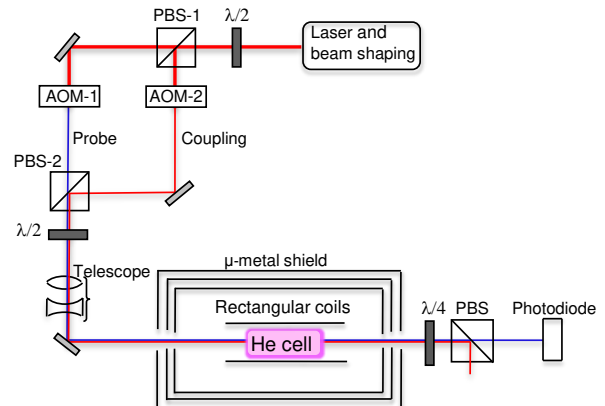 PBS-1
λ/2
Laser and
beam shaping
AOM-1
AOM-2
Probe
Coupling
PBS-2
λ/2
Telescope
μ-metal shield
Rectangular coils
He cell
λ/4
PBS
Photodiode